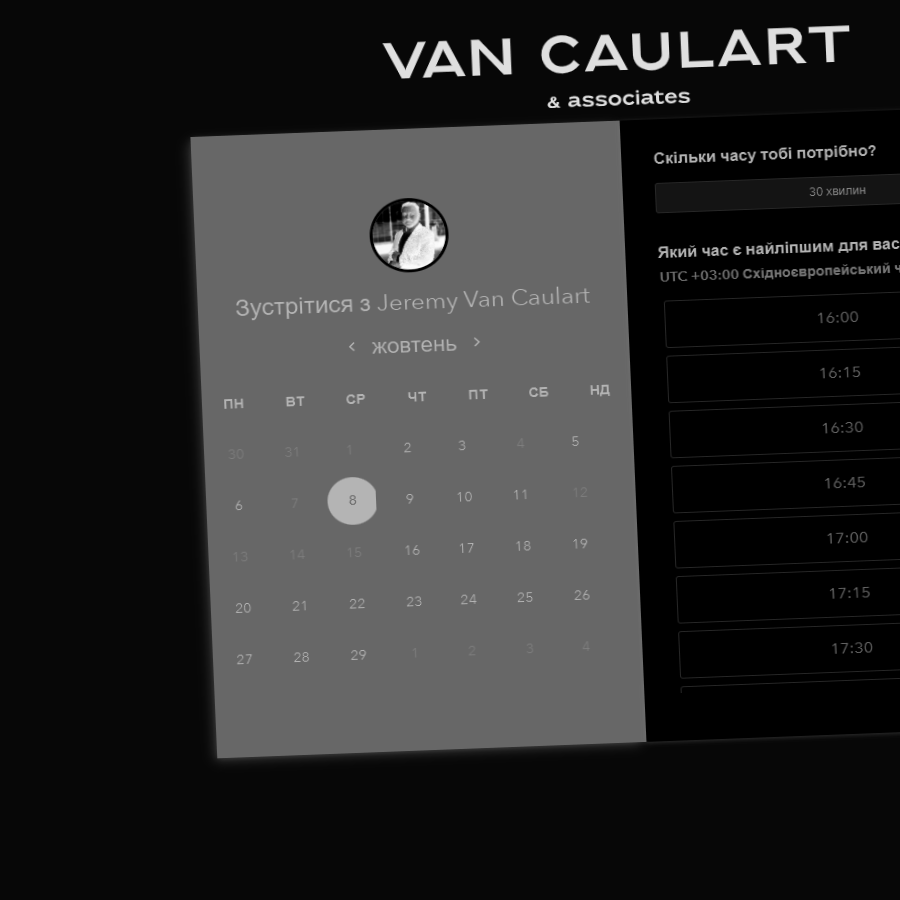 VAN CAULART
& associates
Зустрітися з Jeremy Van Caulart
‹ жовтень ›
ПН ВТ СР ЧТ ПТ СБ НД
30 31 1 2 3 4 5
6 7 8 9 10 11 12
13 14 15 16 17 18 19
20 21 22 23 24 25 26
27 28 29 1 2 3 4
Скільки часу тобі потрібно?
30 хвилин
Який час є найліпшим для вас
UTC +03:00 Східноєвропейський
16:00
16:15
16:30
16:45
17:00
17:15
17:30